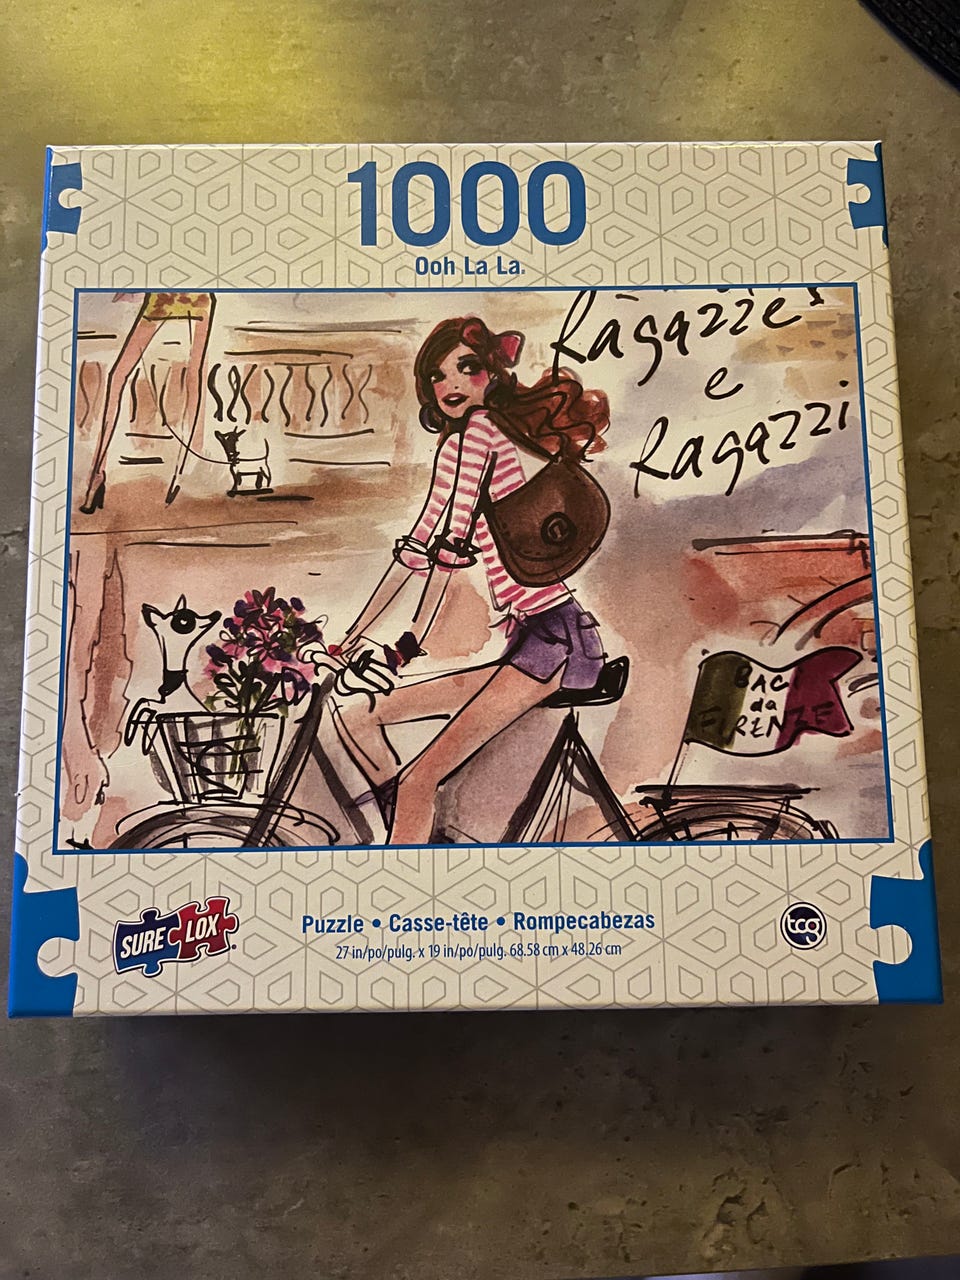 1000
Ooh La La.
Ragazze
e
Ragazzi
BACI
da
FIRENZE
SURE LOX
Puzzle • Casse-tête • Rompecabezas
tcg
27 in/po/pulg. x 19 in/po/pulg. 68.58 cm x 48.26 cm